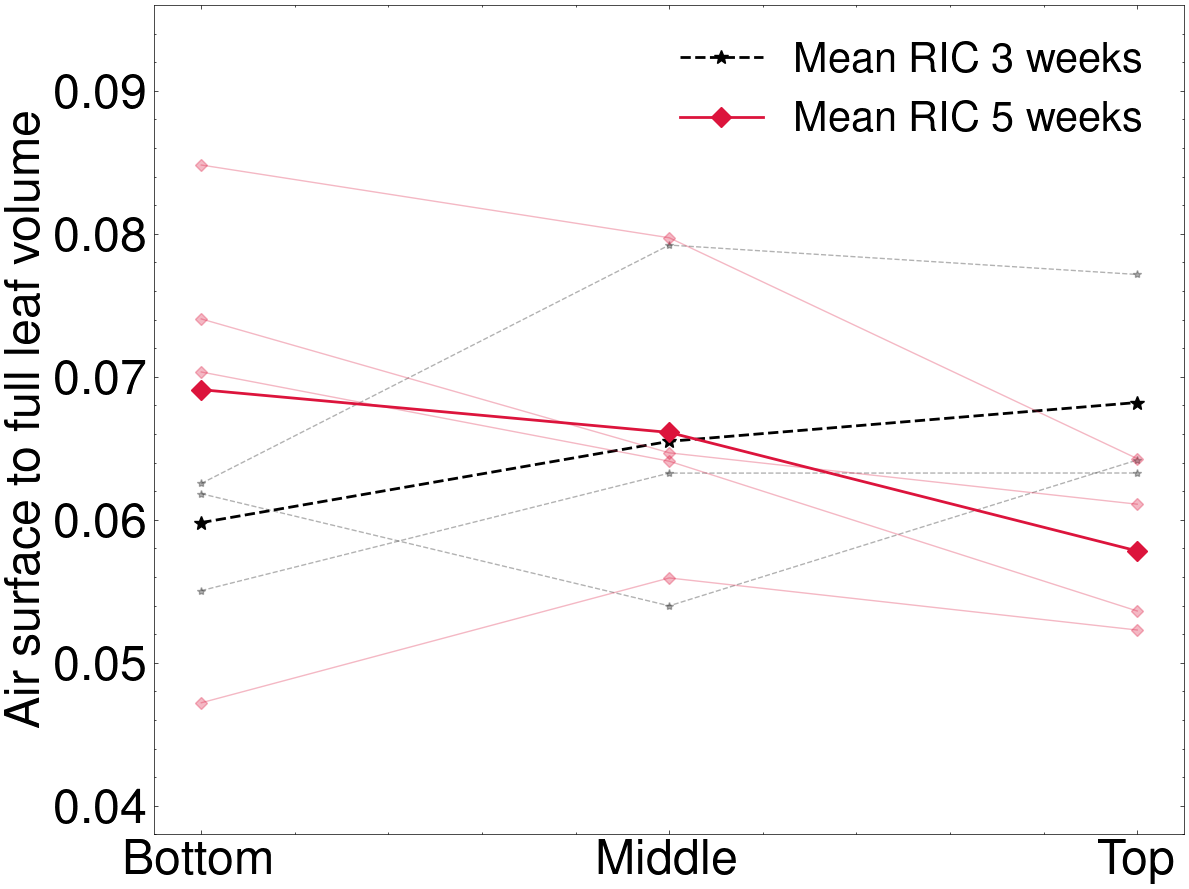 Mean RIC 3 weeks
Mean RIC 5 weeks
Air surface to full leaf volume
0.09
0.08
0.07
0.06
0.05
0.04
Bottom Middle Top